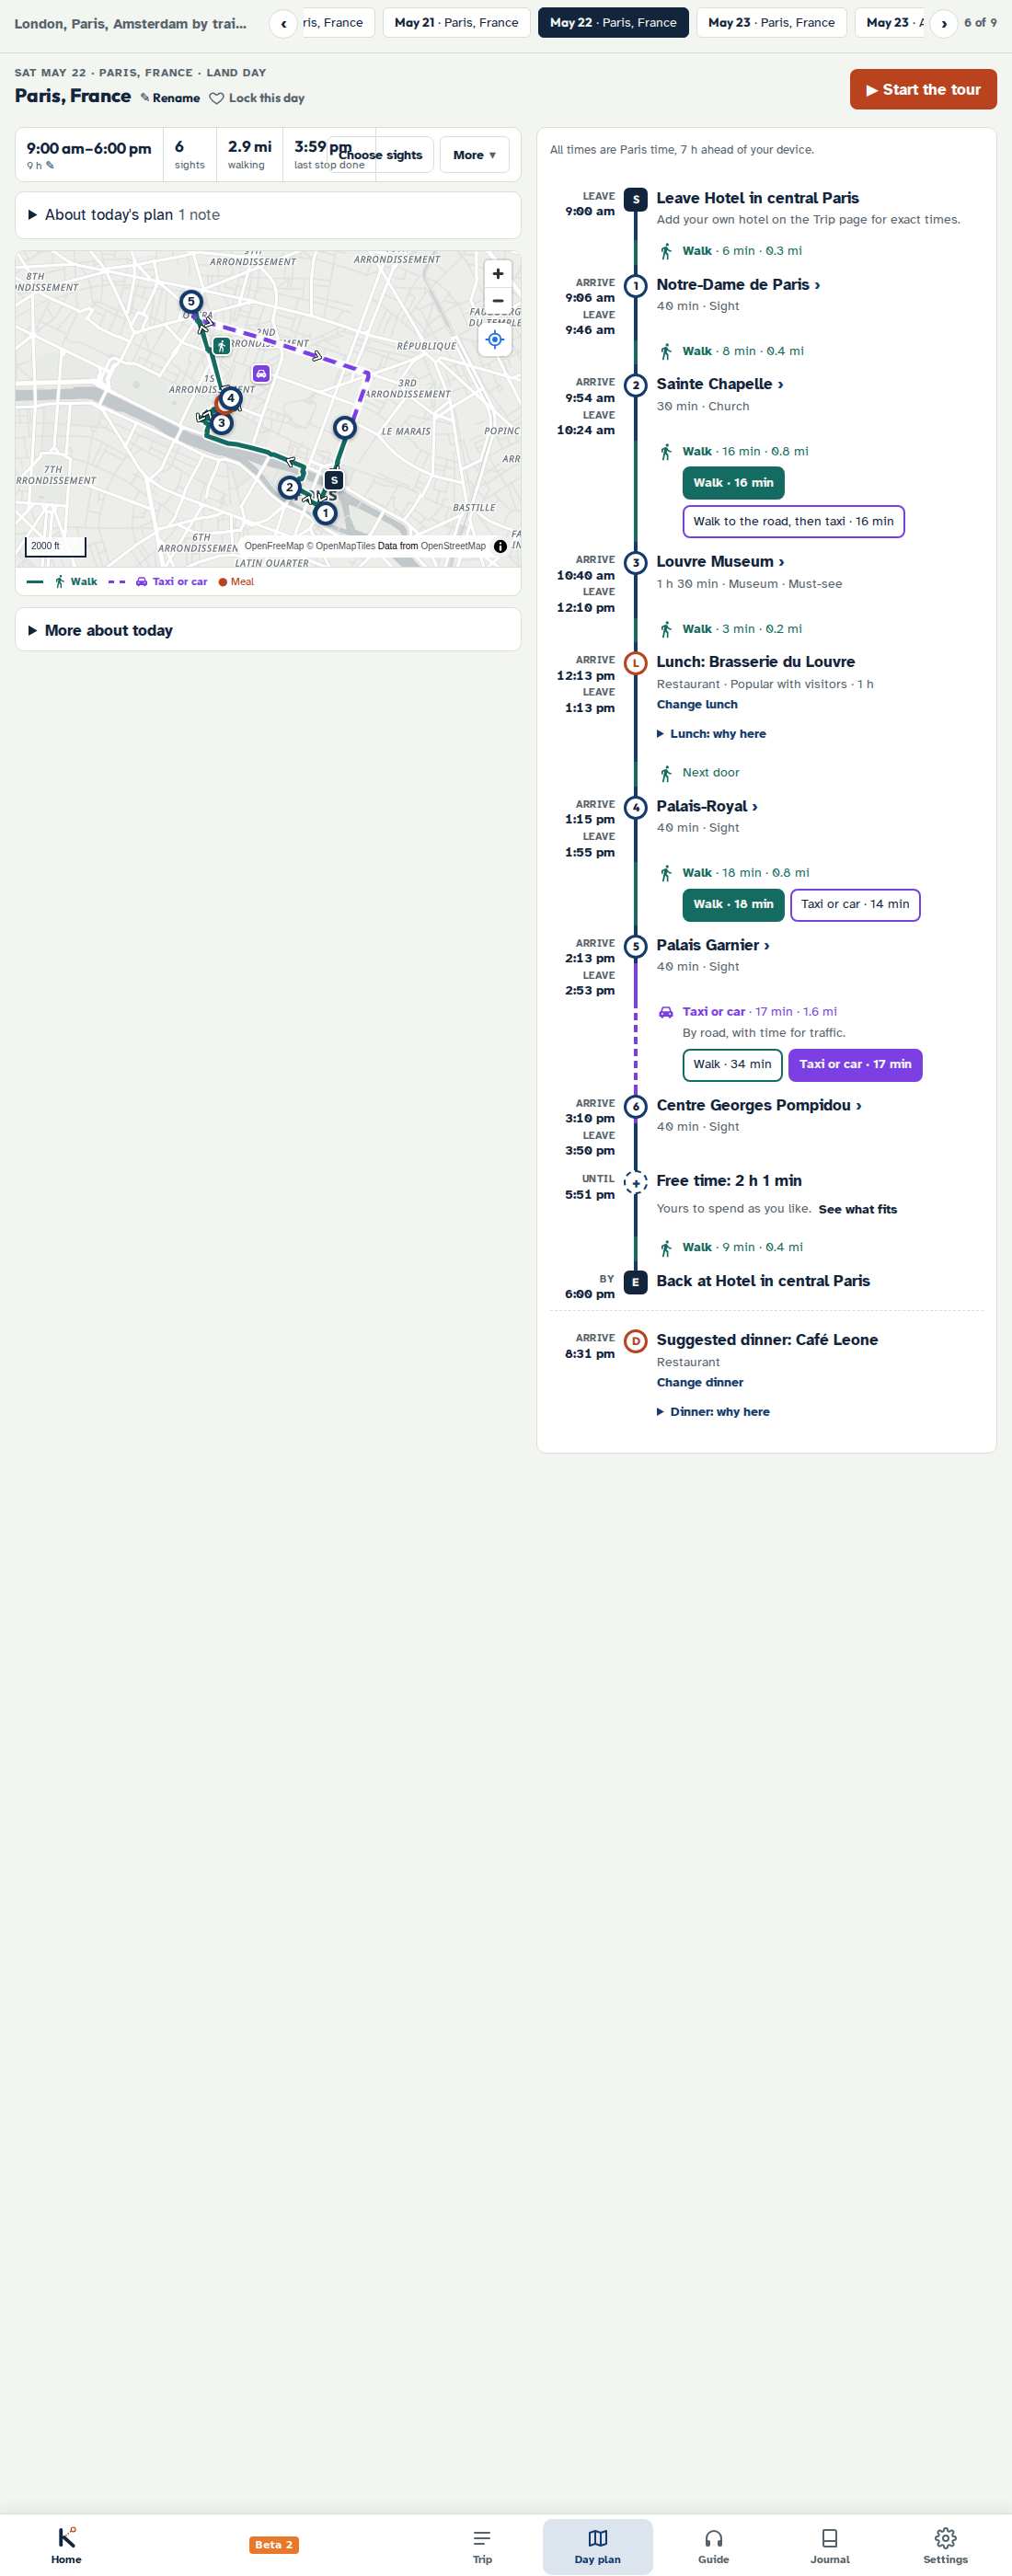 London, Paris, Amsterdam by trai...
‹
ris, France
May 21 · Paris, France
May 22 · Paris, France
May 23 · Paris, France
May 23 · A
›
6 of 9
SAT MAY 22 · PARIS, FRANCE · LAND DAY
Paris, France ✎ Rename Lock this day
▶ Start the tour
9:00 am–6:00 pm
9 h ✎
6
sights
2.9 mi
walking
3:59 pm
last stop done
Choose sights
More ▼
▶ About today's plan 1 note
8TH
ARRONDISSEMENT
ARRONDISSEMENT
5
OPÉRA
2ND
1S
3RD
ARRONDISSEMENT
RÉPUBLIQUE
4
3
6
LE MARAIS
POPINC
ARR
7TH
S
2
1
BASTILLE
6TH
LATIN QUARTER
+
−
2000 ft
OpenFreeMap © OpenMapTiles Data from OpenStreetMap
Walk Taxi or car Meal
▶ More about today
All times are Paris time, 7 h ahead of your device.
LEAVE
9:00 am
S
Leave Hotel in central Paris
Add your own hotel on the Trip page for exact times.
Walk · 6 min · 0.3 mi
ARRIVE
9:06 am
LEAVE
9:46 am
1
Notre-Dame de Paris ›
40 min · Sight
Walk · 8 min · 0.4 mi
ARRIVE
9:54 am
LEAVE
10:24 am
2
Sainte Chapelle ›
30 min · Church
Walk · 16 min · 0.8 mi
Walk · 16 min
Walk to the road, then taxi · 16 min
ARRIVE
10:40 am
LEAVE
12:10 pm
3
Louvre Museum ›
1 h 30 min · Museum · Must-see
Walk · 3 min · 0.2 mi
ARRIVE
12:13 pm
LEAVE
1:13 pm
L
Lunch: Brasserie du Louvre
Restaurant · Popular with visitors · 1 h
Change lunch
▶ Lunch: why here
Next door
ARRIVE
1:15 pm
LEAVE
1:55 pm
4
Palais-Royal ›
40 min · Sight
Walk · 18 min · 0.8 mi
Walk · 18 min
Taxi or car · 14 min
ARRIVE
2:13 pm
LEAVE
2:53 pm
5
Palais Garnier ›
40 min · Sight
Taxi or car · 17 min · 1.6 mi
By road, with time for traffic.
Walk · 34 min
Taxi or car · 17 min
ARRIVE
3:10 pm
LEAVE
3:50 pm
6
Centre Georges Pompidou ›
40 min · Sight
UNTIL
5:51 pm
+
Free time: 2 h 1 min
Yours to spend as you like. See what fits
Walk · 9 min · 0.4 mi
BY
6:00 pm
E
Back at Hotel in central Paris
ARRIVE
8:31 pm
D
Suggested dinner: Café Leone
Restaurant
Change dinner
▶ Dinner: why here
Home
Beta 2
Trip
Day plan
Guide
Journal
Settings